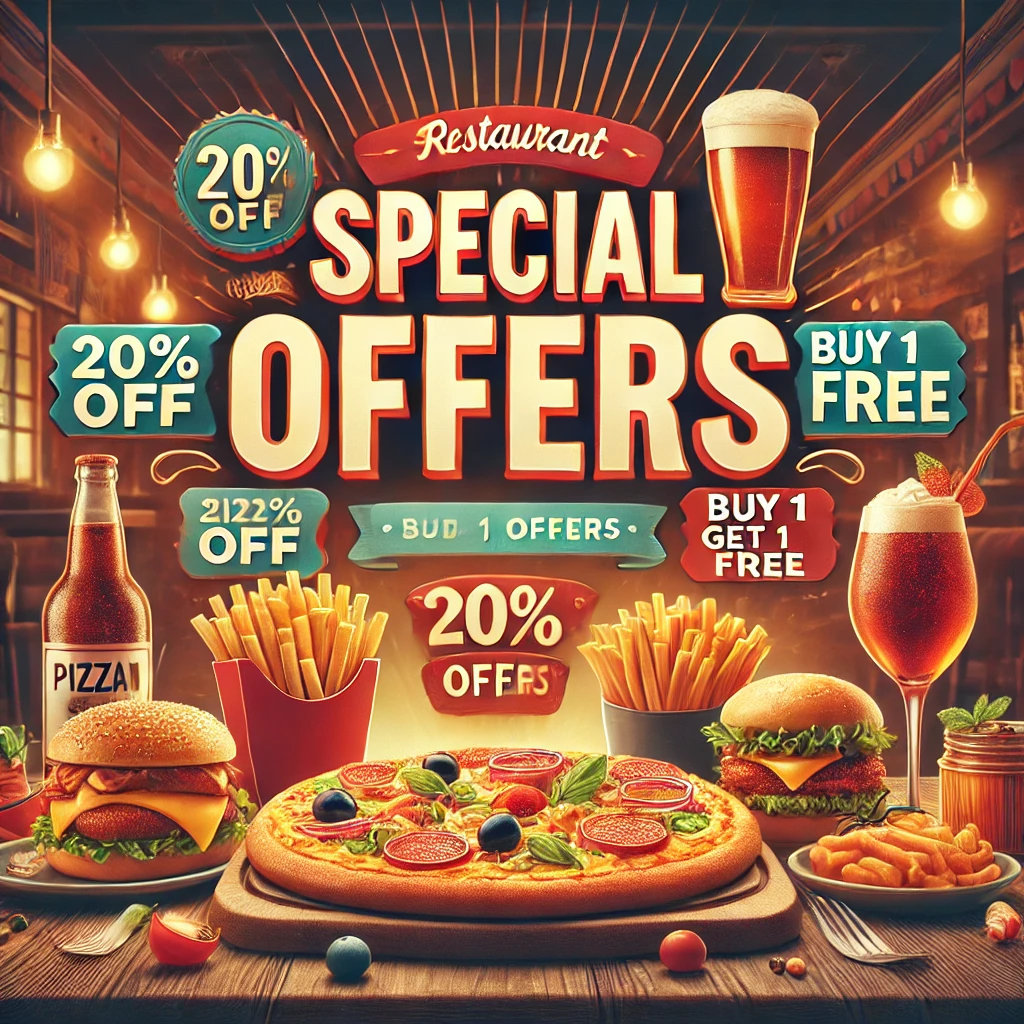 Restaurant
20%
OFF
SPECIAL
OFFERS
20%
OFF
BUY 1
FREE
2122%
OFF
· BUD 1 OFFERS ·
BUY 1
GET 1
FREE
20%
OFFERS
PIZZA